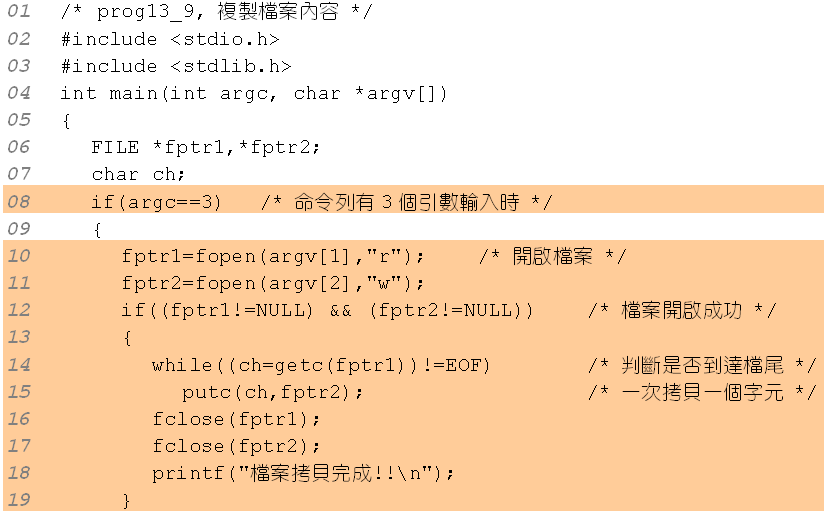 01 /* prog13_9, 複製檔案內容 */
02 #include <stdio.h>
03 #include <stdlib.h>
04 int main(int argc, char *argv[])
05 {
06 FILE *fptr1,*fptr2;
07 char ch;
08 if(argc==3) /* 命令列有 3 個引數輸入時 */
09 {
10 fptr1=fopen(argv[1],"r"); /* 開啟檔案 */
11 fptr2=fopen(argv[2],"w");
12 if((fptr1!=NULL) && (fptr2!=NULL)) /* 檔案開啟成功 */
13 {
14 while((ch=getc(fptr1))!=EOF) /* 判斷是否到達檔尾 */
15 putc(ch,fptr2); /* 一次拷貝一個字元 */
16 fclose(fptr1);
17 fclose(fptr2);
18 printf("檔案拷貝完成!!\n");
19 }